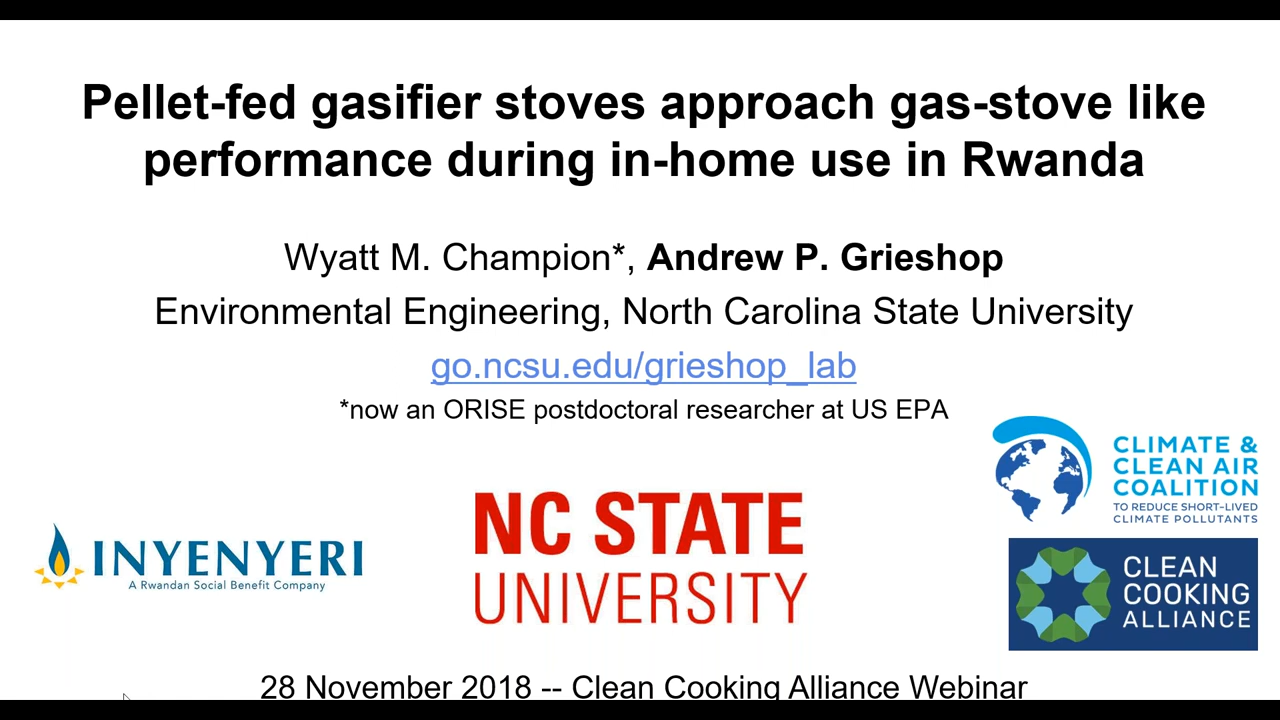 Pellet-fed gasifier stoves approach gas-stove like
performance during in-home use in Rwanda
Wyatt M. Champion*, Andrew P. Grieshop
Environmental Engineering, North Carolina State University
go.ncsu.edu/grieshop_lab
*now an ORISE postdoctoral researcher at US EPA
CLIMATE &
CLEAN AIR
COALITION
TO REDUCE SHORT-LIVED
CLIMATE POLLUTANTS
INYENYERI
A Rwandan Social Benefit Company
NC STATE
UNIVERSITY
CLEAN
COOKING
ALLIANCE
28 November 2018 -- Clean Cooking Alliance Webinar